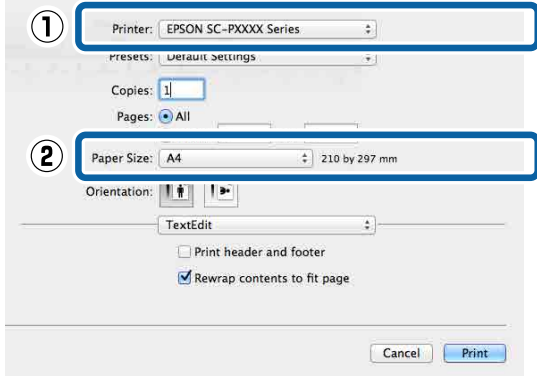 ① Printer: EPSON SC-PXXXX Series
Presets: Default Settings
Copies: 1
Pages: All
② Paper Size: A4 210 by 297 mm
Orientation:
TextEdit
Print header and footer
Rewrap contents to fit page
Cancel Print